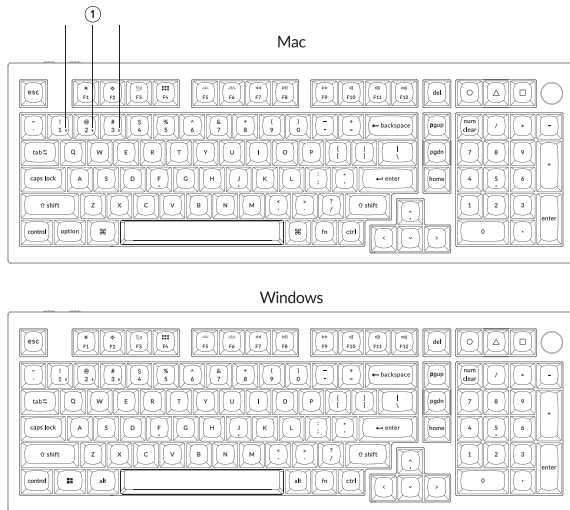 ①
Mac
esc F1 F2 F3 F4 F5 F6 F7 F8 F9 F10 F11 F12 del
! @ # $ % ^ & * ( ) - + ← backspace pgup num clear / * -
1 2 3 4 5 6 7 8 9 0
tab Q W E R T Y U I O P { } | pgdn 7 8 9 +
[ ] \
caps lock A S D F G H J K L : ; " ' ↵ enter home 4 5 6
⇧ shift Z X C V B N M < , > . ? / ⇧ shift ^ 1 2 3 enter
control option ⌘ ⌘ fn ctrl < ⌄ > 0 .
Windows
esc F1 F2 F3 F4 F5 F6 F7 F8 F9 F10 F11 F12 del
! @ # $ % ^ & * ( ) - + ← backspace pgup num clear / * -
1 2 3 4 5 6 7 8 9 0
tab Q W E R T Y U I O P { } | pgdn 7 8 9 +
[ ] \
caps lock A S D F G H J K L : ; " ' ↵ enter home 4 5 6
⇧ shift Z X C V B N M < , > . ? / ⇧ shift ^ 1 2 3 enter
control alt alt fn ctrl < ⌄ > 0 .